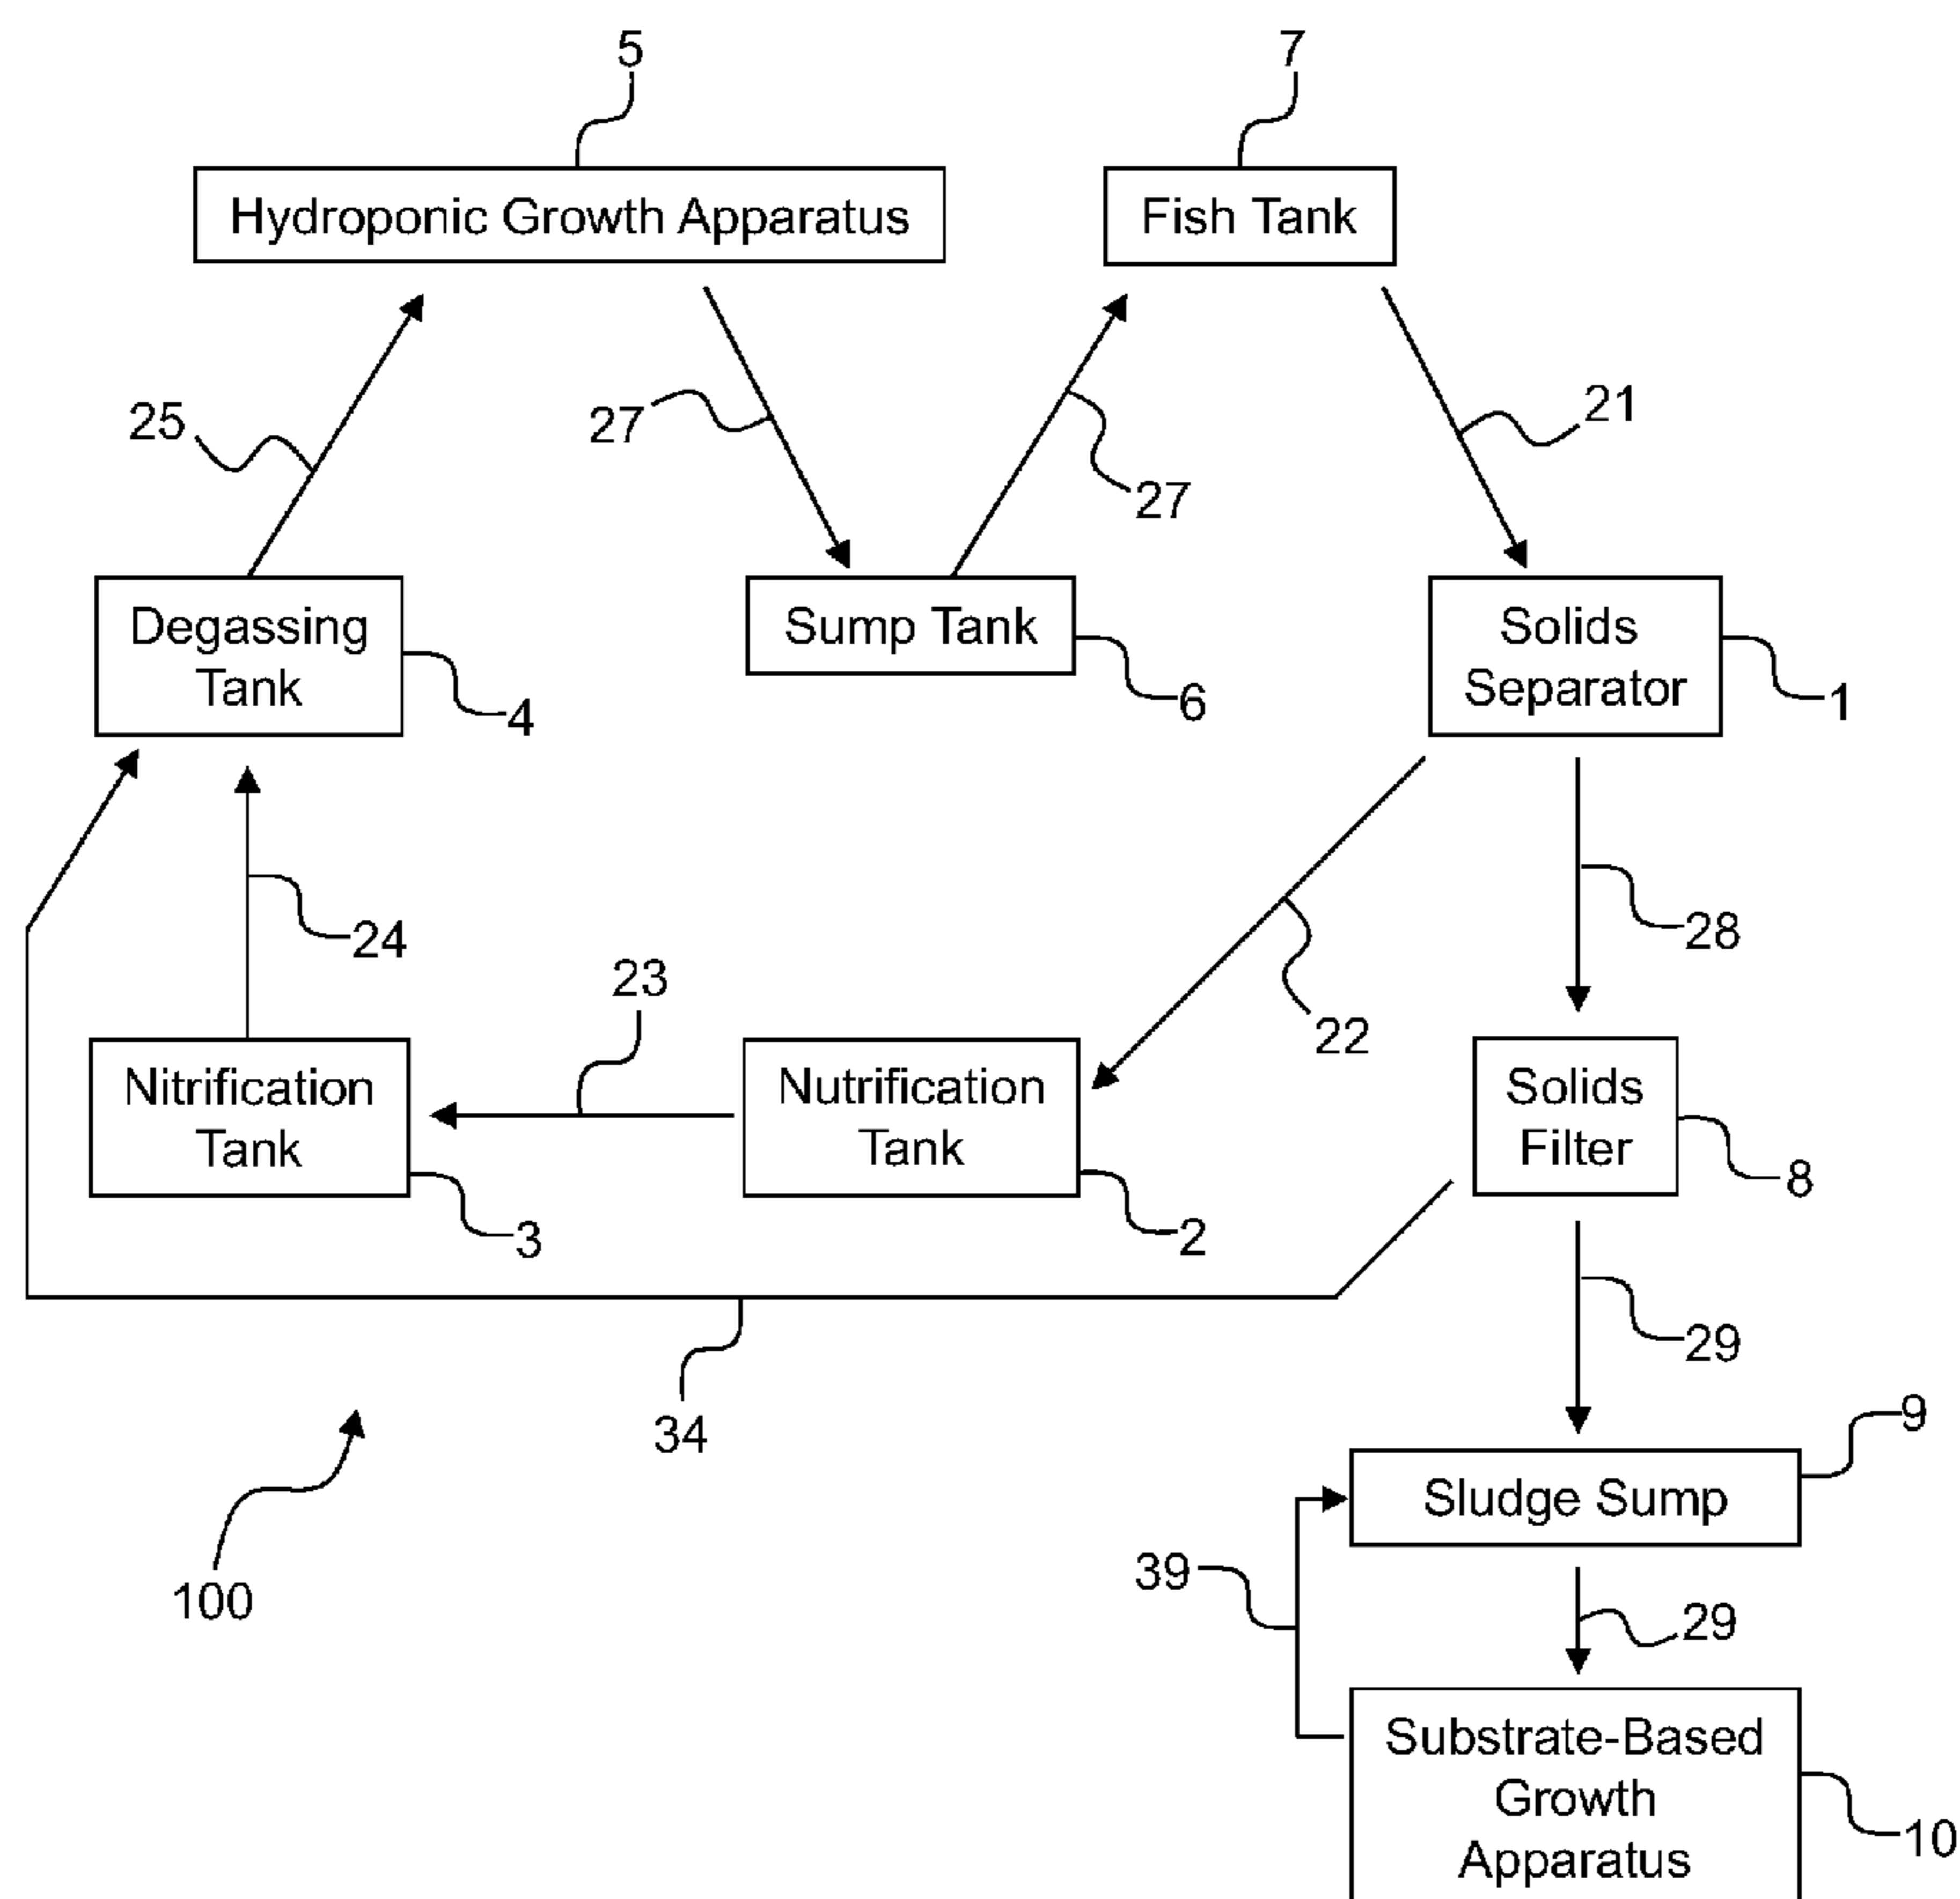 5
7
Hydroponic Growth Apparatus
Fish Tank
25
27
27
21
Degassing
Tank
4
Sump Tank
6
Solids
Separator
1
24
23
22
28
Nitrification
Tank
3
Nutrification
Tank
2
Solids
Filter
8
34
29
100
9
Sludge Sump
39
29
Substrate-Based
Growth
Apparatus
10